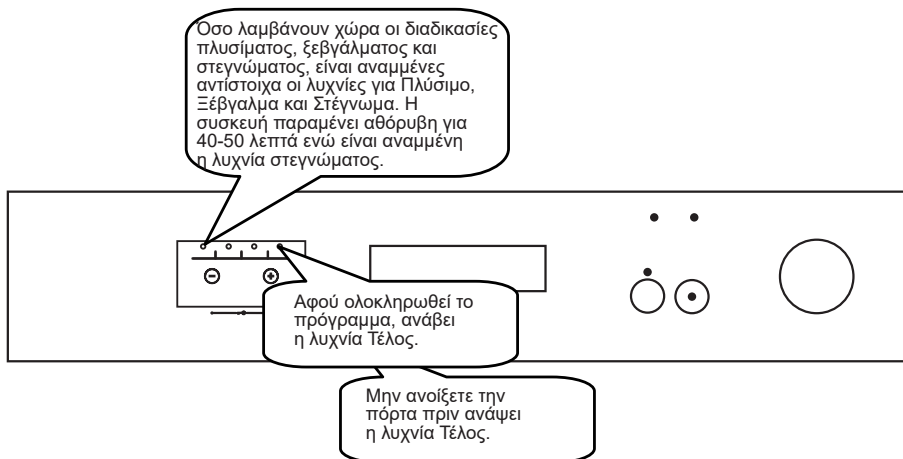 Όσο λαμβάνουν χώρα οι διαδικασίες
πλυσίματος, ξεβγάλματος και
στεγνώματος, είναι αναμμένες
αντίστοιχα οι λυχνίες για Πλύσιμο,
Ξέβγαλμα και Στέγνωμα. Η
συσκευή παραμένει αθόρυβη για
40-50 λεπτά ενώ είναι αναμμένη
η λυχνία στεγνώματος.
Αφού ολοκληρωθεί το
πρόγραμμα, ανάβει
η λυχνία Τέλος.
Μην ανοίξετε την
πόρτα πριν ανάψει
η λυχνία Τέλος.